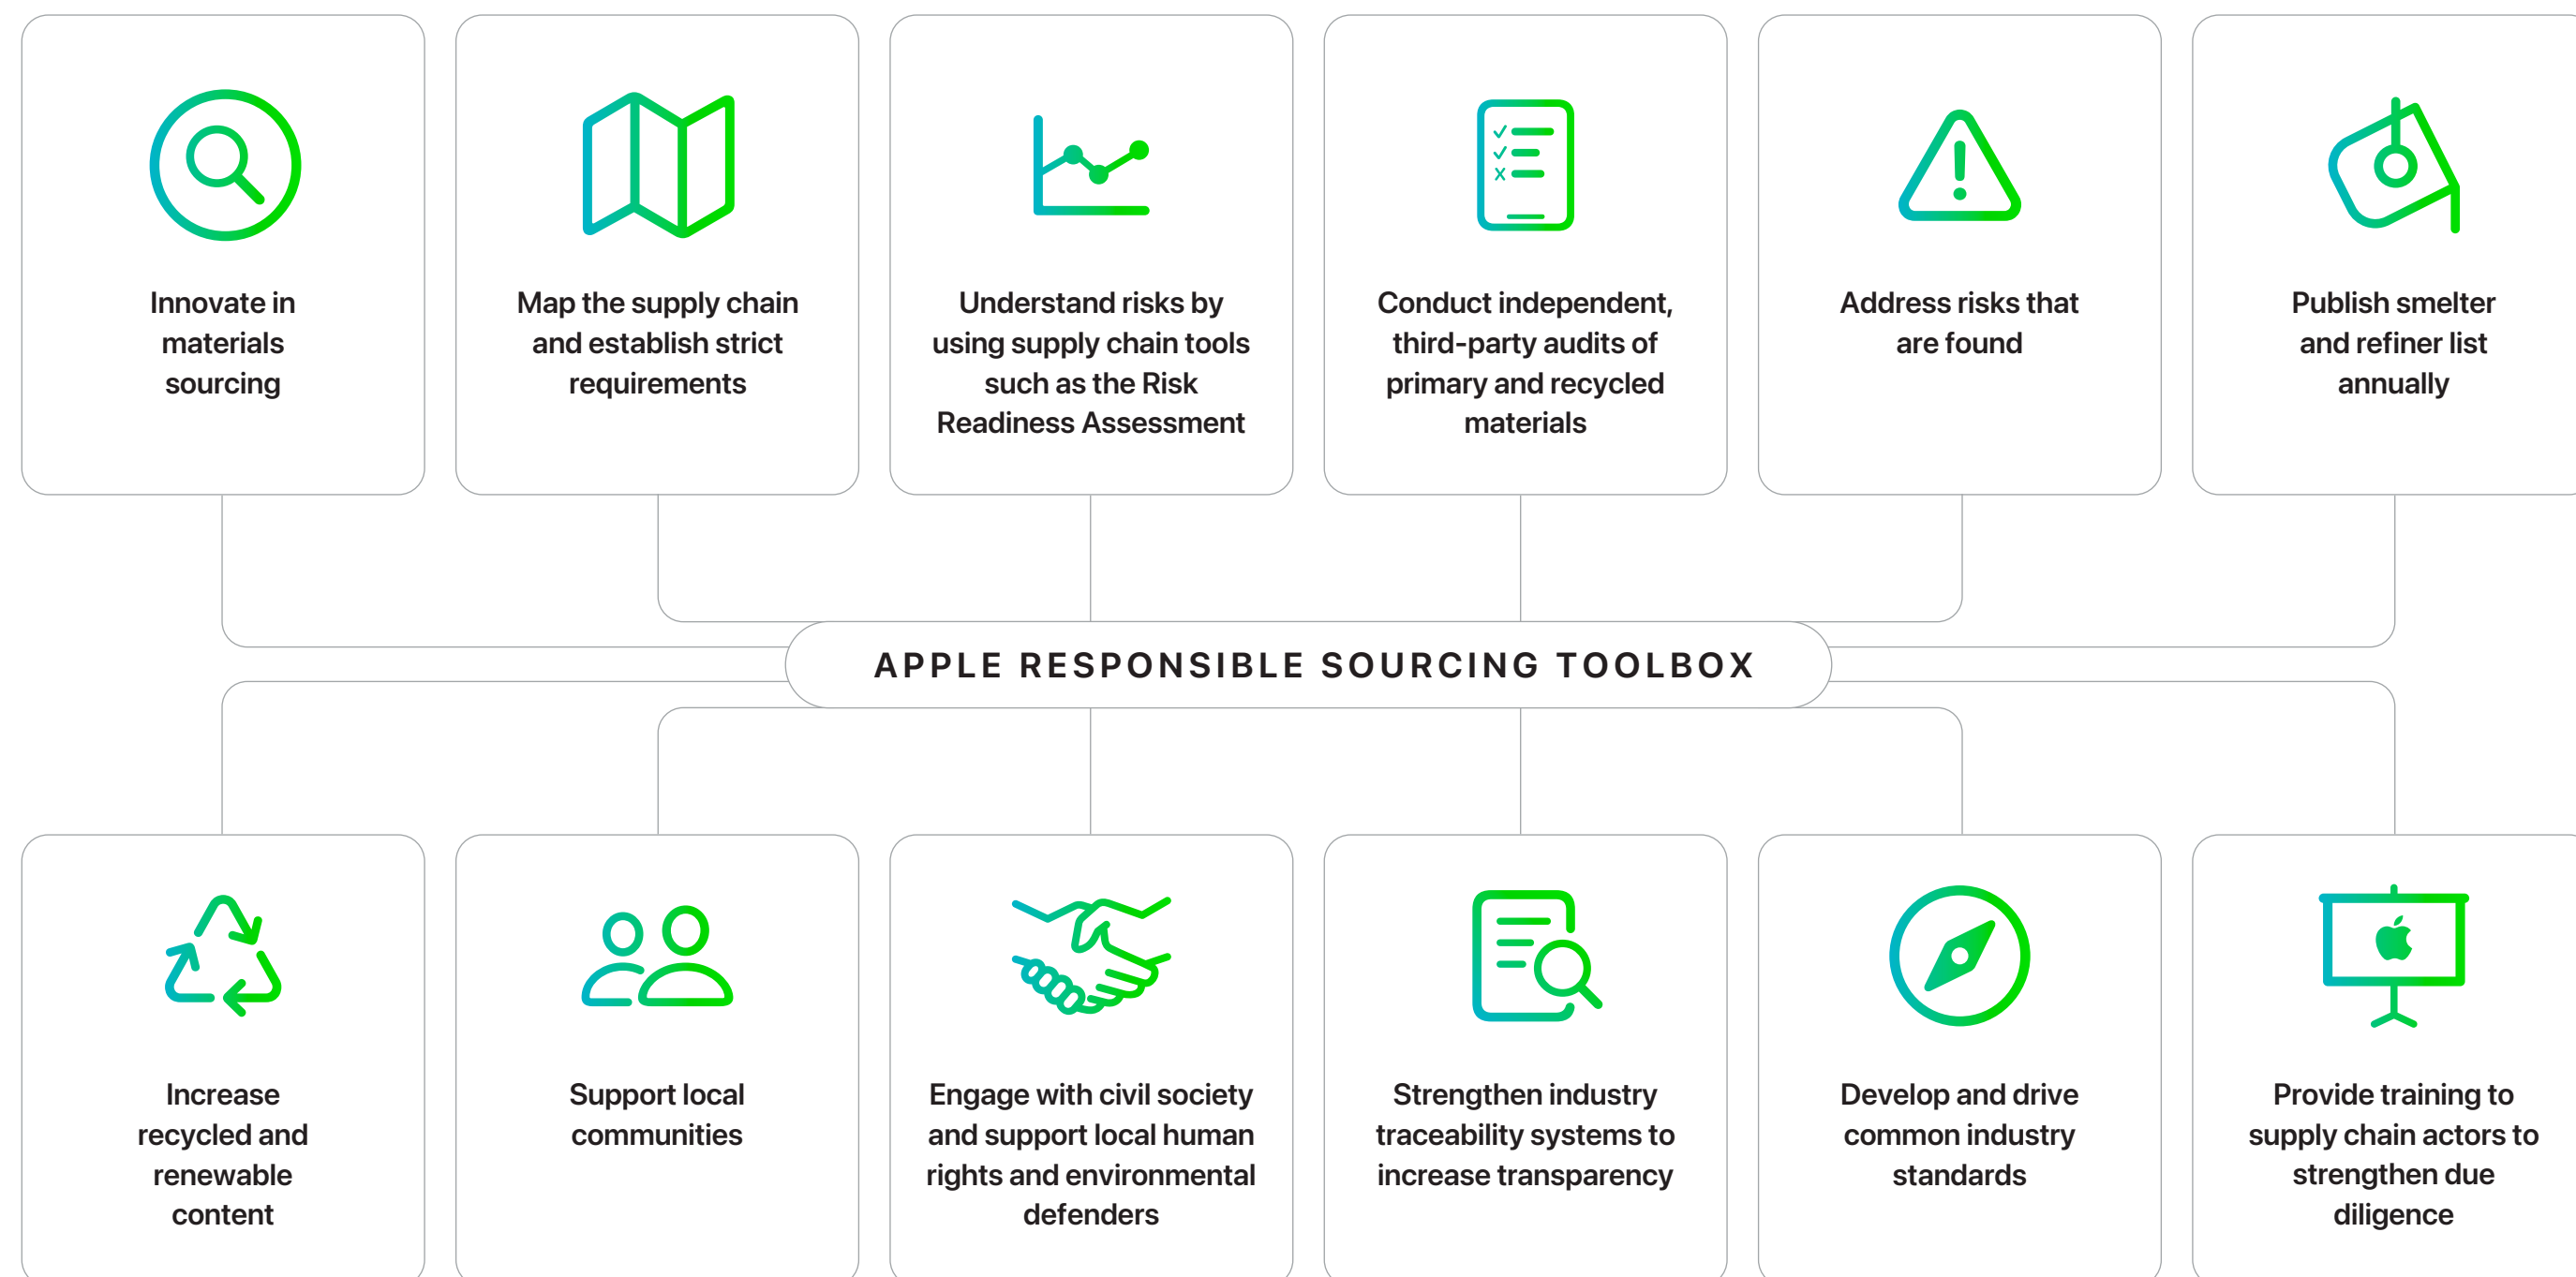 Innovate in
materials
sourcing
Map the supply chain
and establish strict
requirements
Understand risks by
using supply chain tools
such as the Risk
Readiness Assessment
Conduct independent,
third-party audits of
primary and recycled
materials
Address risks that
are found
Publish smelter
and refiner list
annually
APPLE RESPONSIBLE SOURCING TOOLBOX
Increase
recycled and
renewable
content
Support local
communities
Engage with civil society
and support local human
rights and environmental
defenders
Strengthen industry
traceability systems to
increase transparency
Develop and drive
common industry
standards
Provide training to
supply chain actors to
strengthen due
diligence